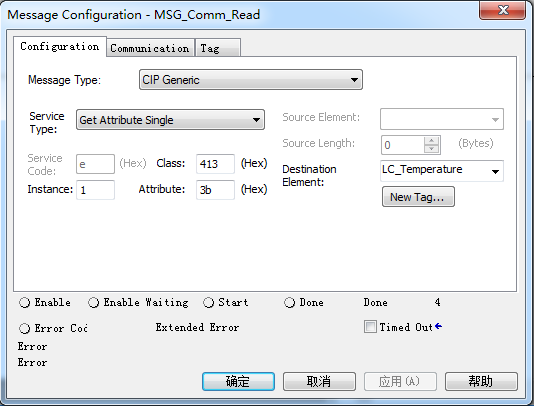 Message Configuration - MSG_Comm_Read
Configuration Communication Tag
Message Type: CIP Generic
Service Type: Get Attribute Single
Source Element:
Source Length: 0 (Bytes)
Service Code: e (Hex) Class: 413 (Hex)
Destination Element: LC_Temperature
Instance: 1 Attribute: 3b (Hex)
New Tag...
Enable Enable Waiting Start Done Done 4
Error Coc Extended Error Timed Out
Error
Error
确定 取消 应用(A) 帮助